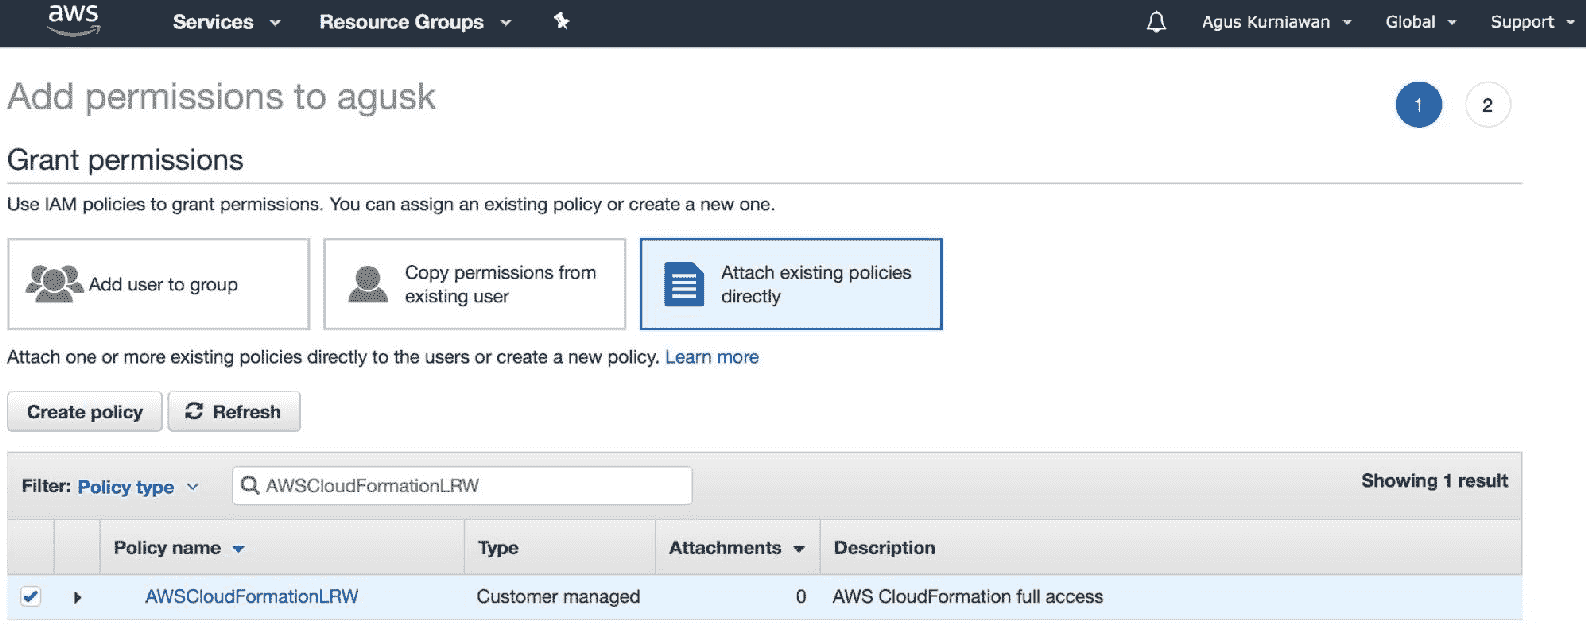 aws Services Resource Groups Agus Kurniawan Global Support
Add permissions to agusk
1 2
Grant permissions
Use IAM policies to grant permissions. You can assign an existing policy or create a new one.
Add user to group
Copy permissions from
existing user
Attach existing policies
directly
Attach one or more existing policies directly to the users or create a new policy. Learn more
Create policy Refresh
Filter: Policy type AWSCloudFormationLRW Showing 1 result
Policy name Type Attachments Description
AWSCloudFormationLRW Customer managed 0 AWS CloudFormation full access